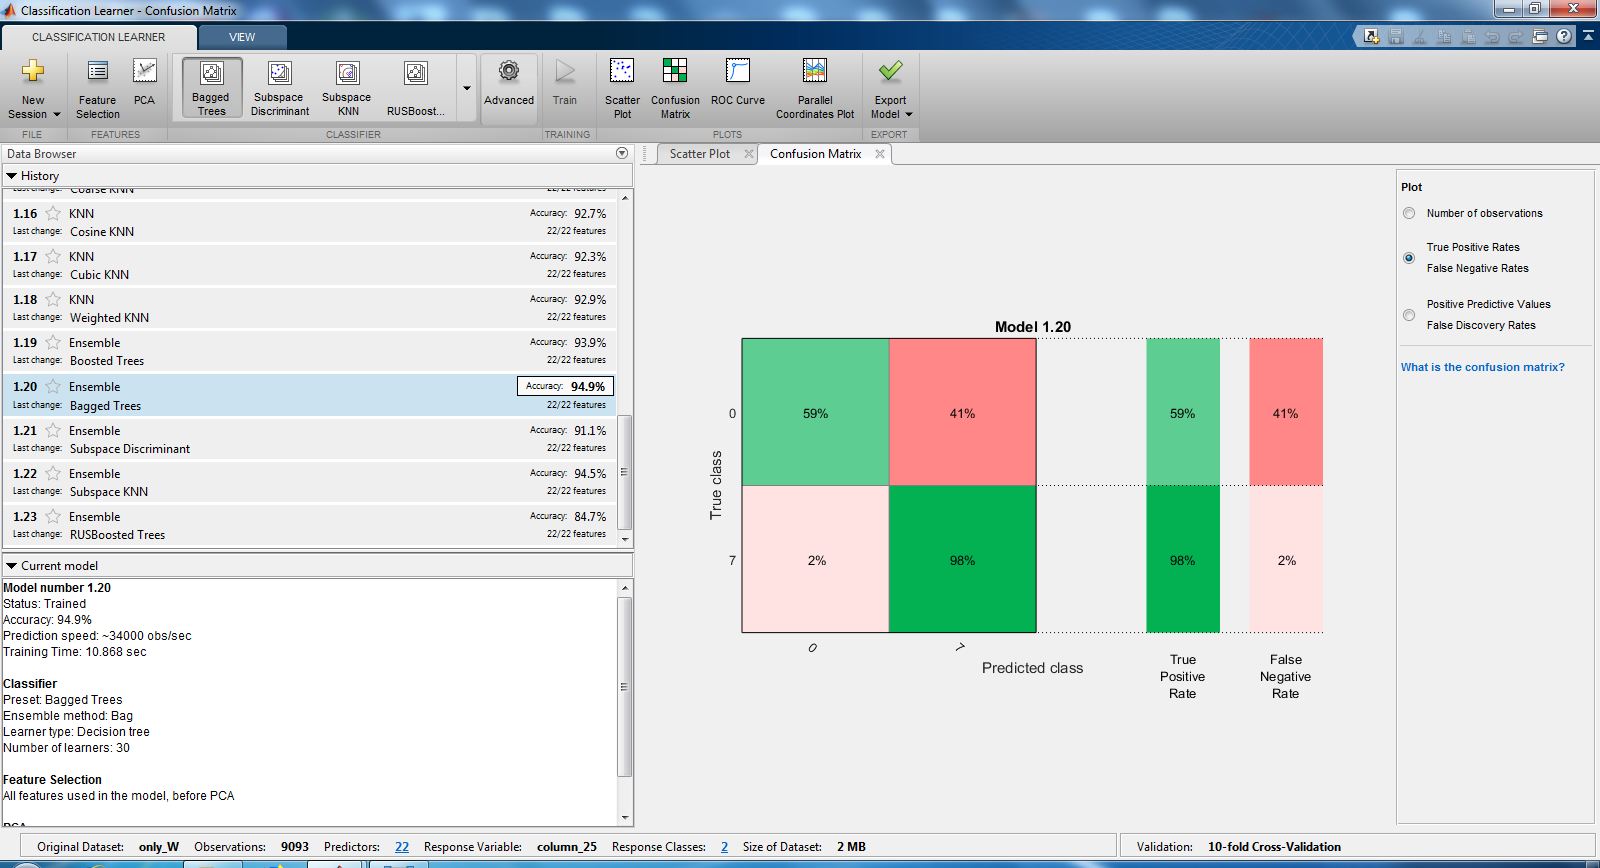 Classification Learner - Confusion Matrix
CLASSIFICATION LEARNER
VIEW
New Session
Feature Selection
PCA
Bagged Trees
Subspace Discriminant
Subspace KNN
RUSBoost...
Advanced
Train
Scatter Plot
Confusion Matrix
ROC Curve
Parallel Coordinates Plot
Export Model
FILE
FEATURES
CLASSIFIER
TRAINING
PLOTS
EXPORT
Data Browser
History
Last change: Coarse KNN 22/22 features
1.16 KNN Accuracy: 92.7%
Last change: Cosine KNN 22/22 features
1.17 KNN Accuracy: 92.3%
Last change: Cubic KNN 22/22 features
1.18 KNN Accuracy: 92.9%
Last change: Weighted KNN 22/22 features
1.19 Ensemble Accuracy: 93.9%
Last change: Boosted Trees 22/22 features
1.20 Ensemble Accuracy: 94.9%
Last change: Bagged Trees 22/22 features
1.21 Ensemble Accuracy: 91.1%
Last change: Subspace Discriminant 22/22 features
1.22 Ensemble Accuracy: 94.5%
Last change: Subspace KNN 22/22 features
1.23 Ensemble Accuracy: 84.7%
Last change: RUSBoosted Trees 22/22 features
Current model
Model number 1.20
Status: Trained
Accuracy: 94.9%
Prediction speed: ~34000 obs/sec
Training Time: 10.868 sec
Classifier
Preset: Bagged Trees
Ensemble method: Bag
Learner type: Decision tree
Number of learners: 30
Feature Selection
All features used in the model, before PCA
PCA
Scatter Plot
Confusion Matrix
Model 1.20
True class
0
59%
41%
59%
41%
7
2%
98%
98%
2%
0
7
Predicted class
True Positive Rate
False Negative Rate
Plot
Number of observations
True Positive Rates
False Negative Rates
Positive Predictive Values
False Discovery Rates
What is the confusion matrix?
Original Dataset: only_W Observations: 9093 Predictors: 22 Response Variable: column_25 Response Classes: 2 Size of Dataset: 2 MB
Validation: 10-fold Cross-Validation